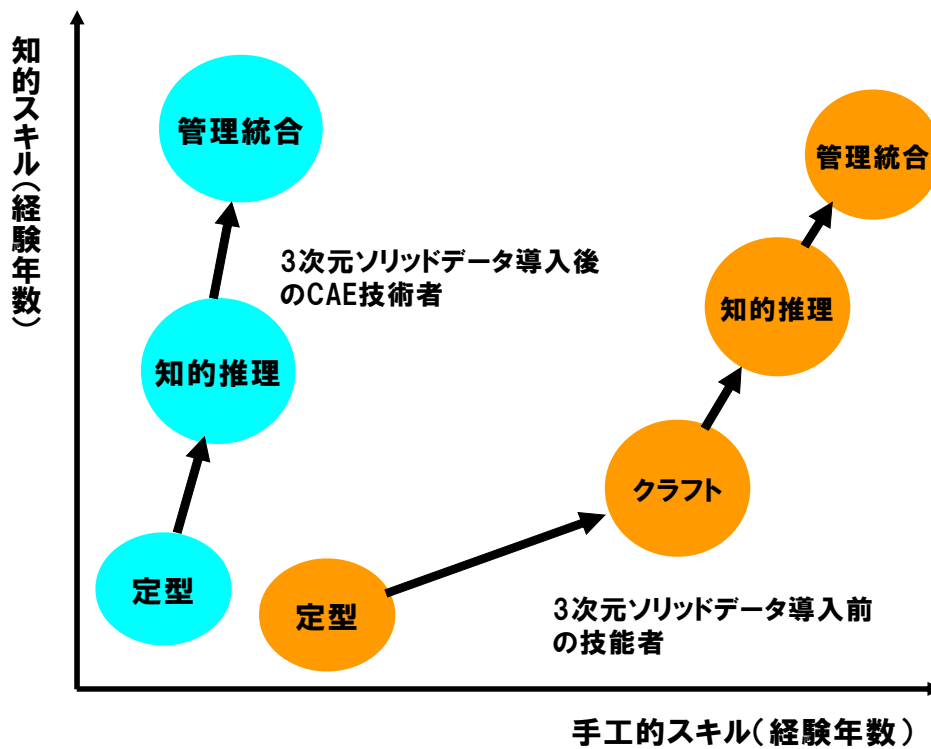 知的スキル（経験年数）
管理統合
管理統合
3次元ソリッドデータ導入後
のCAE技術者
知的推理
知的推理
クラフト
定型
定型
3次元ソリッドデータ導入前
の技能者
手工的スキル（経験年数）